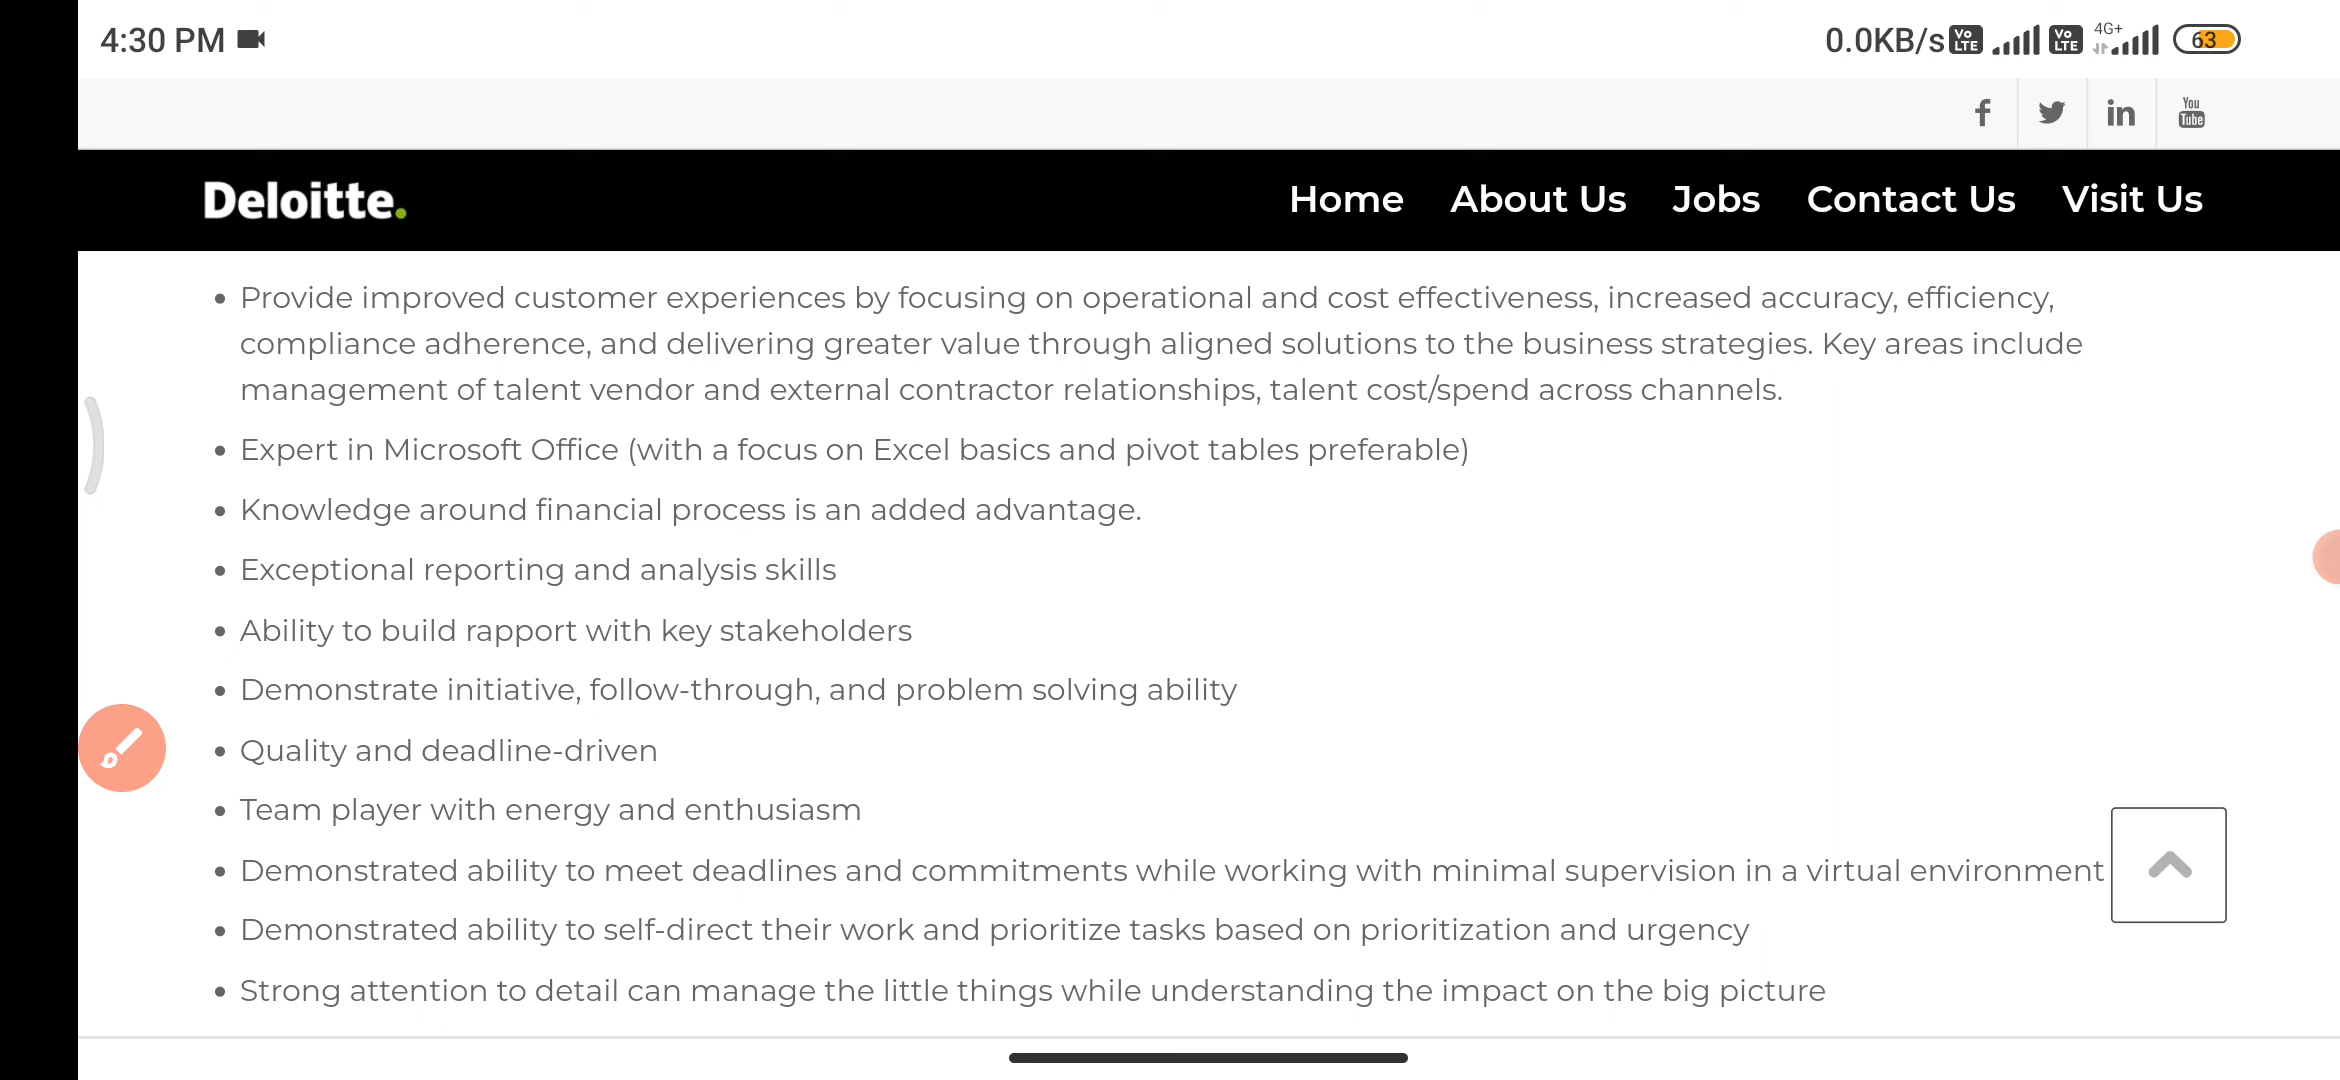 4:30 PM
0.0KB/s Vo LTE Vo LTE 4G+ 63
f in You Tube
Deloitte. Home About Us Jobs Contact Us Visit Us
• Provide improved customer experiences by focusing on operational and cost effectiveness, increased accuracy, efficiency,
compliance adherence, and delivering greater value through aligned solutions to the business strategies. Key areas include
management of talent vendor and external contractor relationships, talent cost/spend across channels.
• Expert in Microsoft Office (with a focus on Excel basics and pivot tables preferable)
• Knowledge around financial process is an added advantage.
• Exceptional reporting and analysis skills
• Ability to build rapport with key stakeholders
• Demonstrate initiative, follow-through, and problem solving ability
• Quality and deadline-driven
• Team player with energy and enthusiasm
• Demonstrated ability to meet deadlines and commitments while working with minimal supervision in a virtual environment
• Demonstrated ability to self-direct their work and prioritize tasks based on prioritization and urgency
• Strong attention to detail can manage the little things while understanding the impact on the big picture